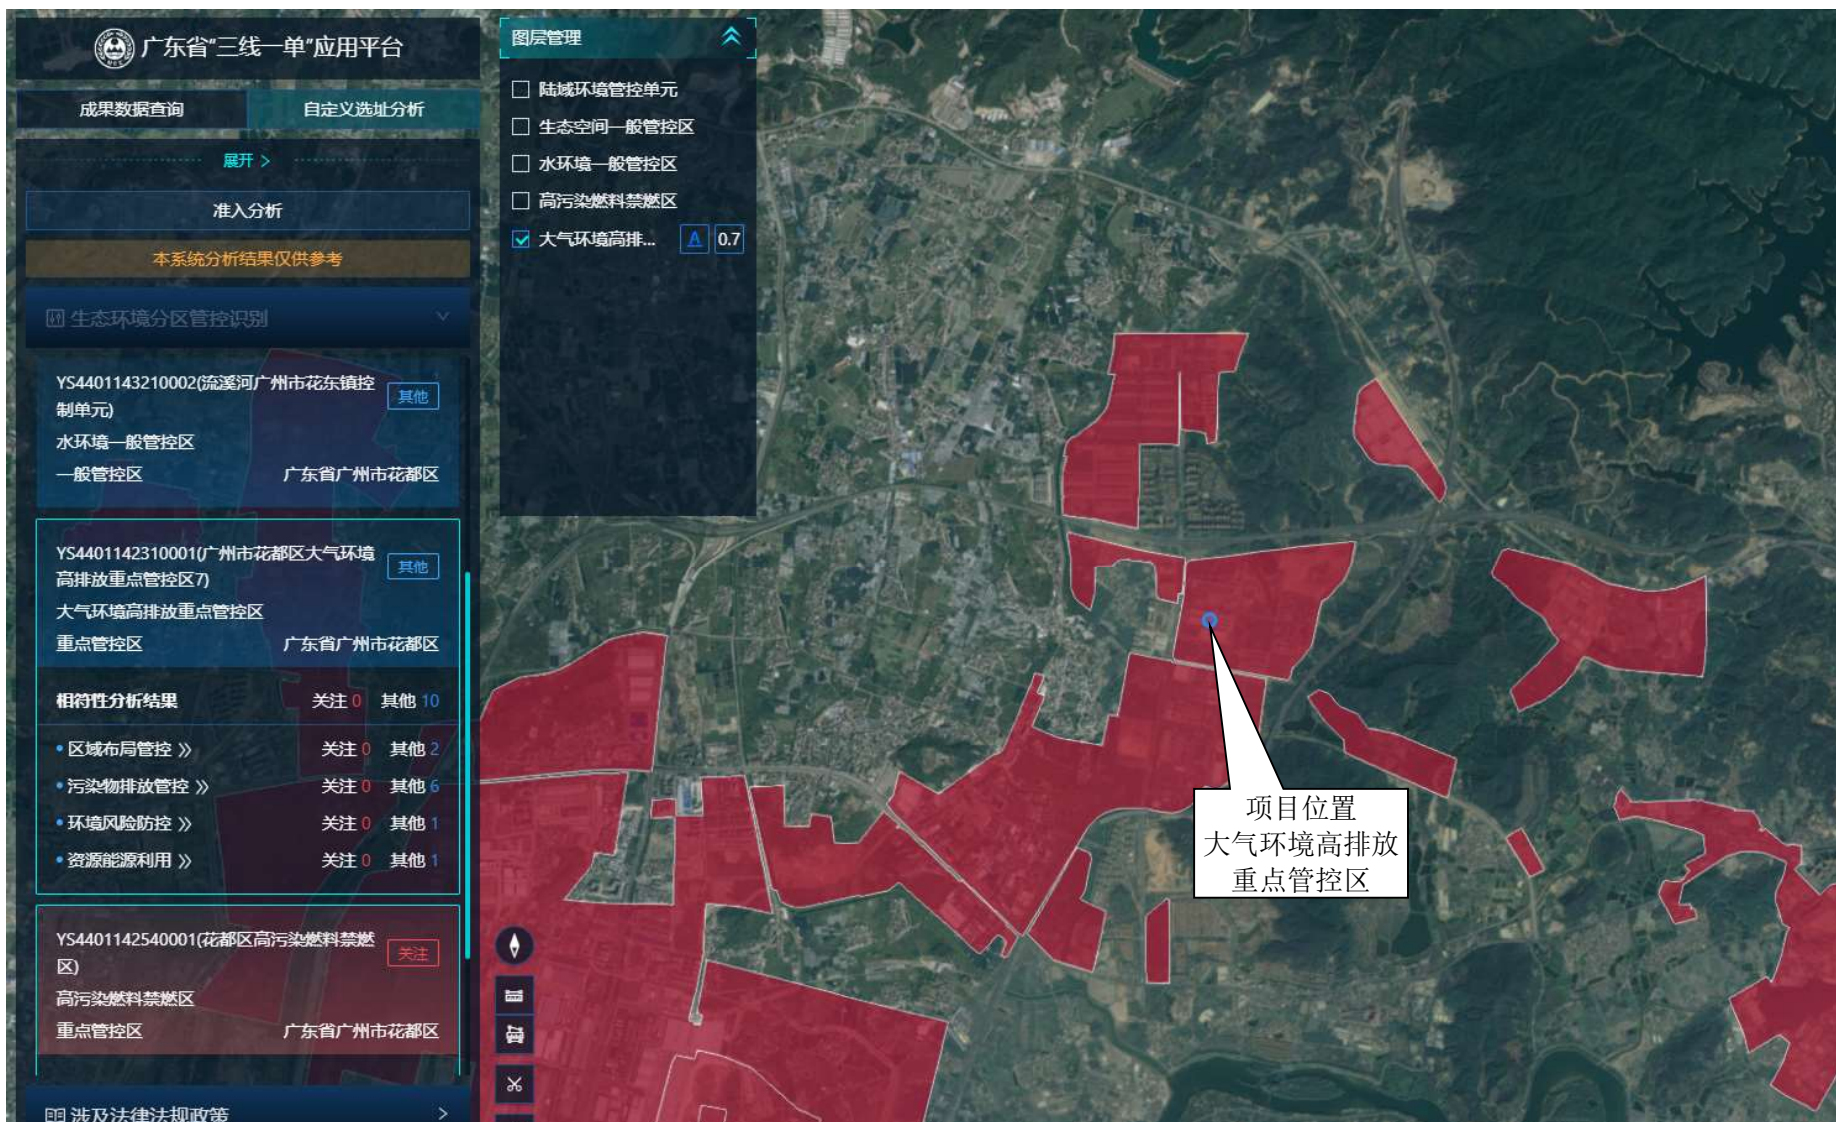 广东省"三线一单"应用平台
成果数据查询
自定义选址分析
展开 >
准入分析
本系统分析结果仅供参考
生态环境分区管控识别
YS4401143210002(流溪河广州市花东镇控
制单元)
其他
水环境一般管控区
一般管控区 广东省广州市花都区
YS4401142310001(广州市花都区大气环境
高排放重点管控区7)
其他
大气环境高排放重点管控区
重点管控区 广东省广州市花都区
相符性分析结果 关注 0 其他 10
区域布局管控 关注 0 其他 2
污染物排放管控 关注 0 其他 6
环境风险防控 关注 0 其他 1
资源能源利用 关注 0 其他 1
YS4401142540001(花都区高污染燃料禁燃
区)
关注
高污染燃料禁燃区
重点管控区 广东省广州市花都区
涉及法律法规政策
图层管理
陆域环境管控单元
生态空间一般管控区
水环境一般管控区
高污染燃料禁燃区
大气环境高排... A 0.7
项目位置
大气环境高排放
重点管控区